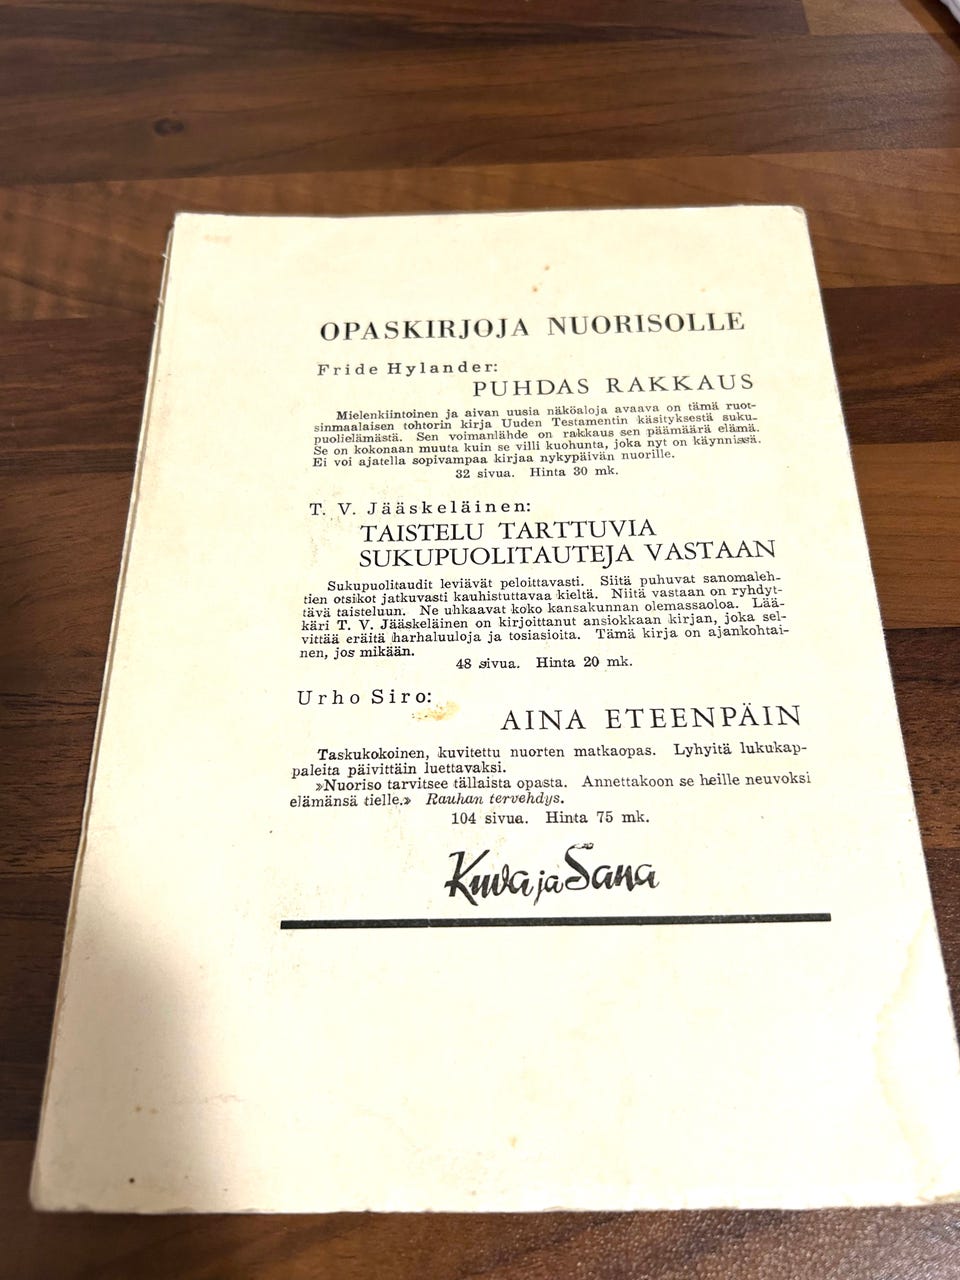 OPASKIRJOJA NUORISOLLE
Fride Hylander:
PUHDAS RAKKAUS
Mielenkiintoinen ja aivan uusia näköaloja avaava on tämä ruot-
sinmaalaisen tohtorin kirja Uuden Testamentin käsityksestä suku-
puolielämästä. Sen voimanlähde on rakkaus sen päämäärä elämä.
Se on kokonaan muuta kuin se villi kuohunta, joka nyt on käynnissä.
Ei voi ajatella sopivampaa kirjaa nykypäivän nuorille.
32 sivua. Hinta 30 mk.
T. V. Jääskeläinen:
TAISTELU TARTTUVIA
SUKUPUOLITAUTEJA VASTAAN
Sukupuolitaudit leviävät peloittavasti. Siitä puhuvat sanomaleh-
tien otsikot jatkuvasti kauhistuttavaa kieltä. Niitä vastaan on ryhdyt-
tävä taisteluun. Ne uhkaavat koko kansakunnan olemassaoloa. Lää-
käri T. V. Jääskeläinen on kirjoittanut ansiokkaan kirjan, joka sel-
vittää eräitä harhaluuloja ja tosiasioita. Tämä kirja on ajankohtai-
nen, jos mikään.
48 sivua. Hinta 20 mk.
Urho Siro:
AINA ETEENPÄIN
Taskukokoinen, kuvitettu nuorten matkaopas. Lyhyitä lukukap-
paleita päivittäin luettavaksi.
»Nuoriso tarvitsee tällaista opasta. Annettakoon se heille neuvoksi
elämänsä tielle.» Rauhan tervehdys.
104 sivua. Hinta 75 mk.
Kuva ja Sana